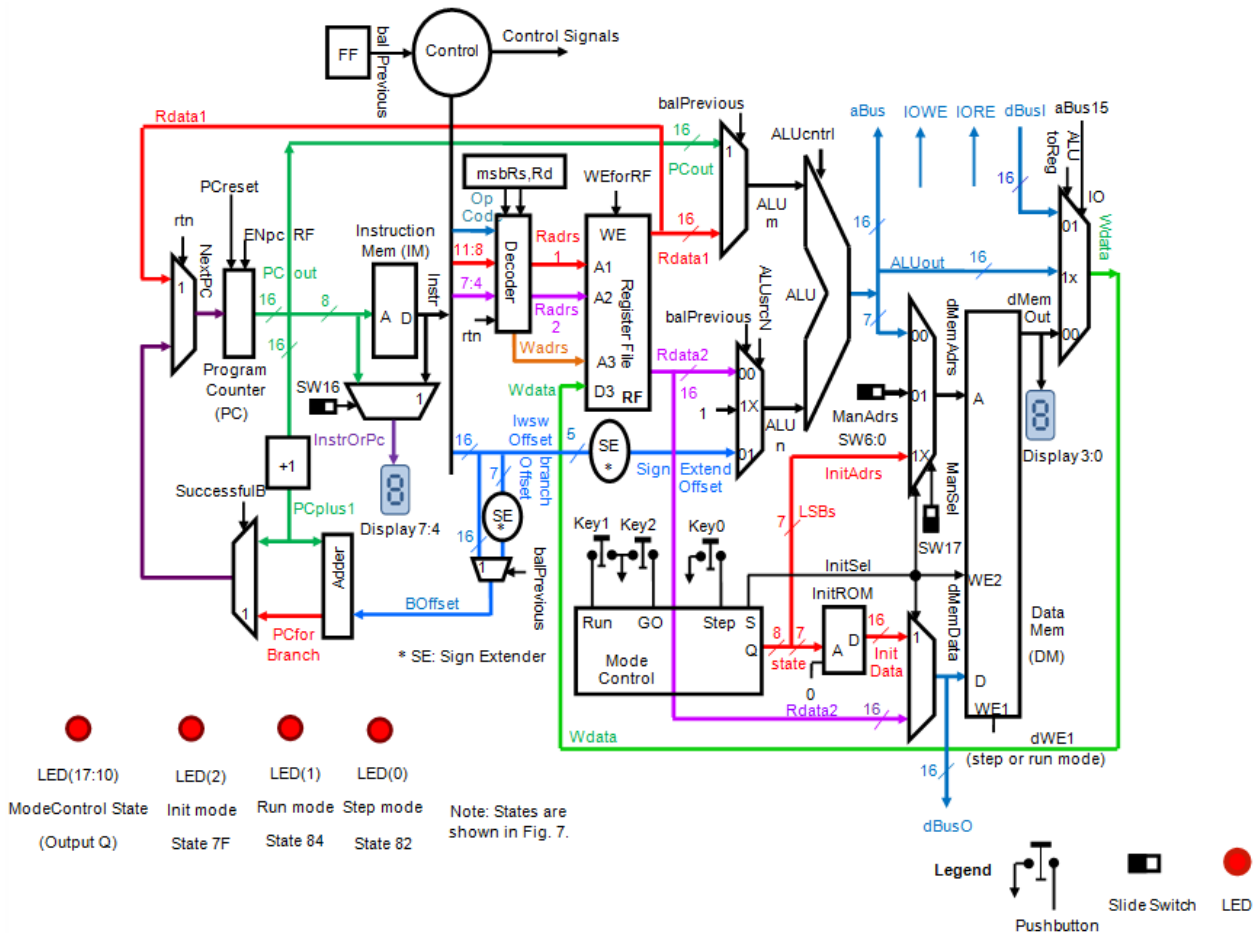 bal Previous
FF
Control
Control Signals
Rdata1
balPrevious
16
PCout
1
ALUcntrl
aBus
IOWE
IORE
dBusI
aBus15
ALU
toReg
16
IO
01
Wdata
PCreset
msbRs,Rd
WEforRF
Op
Code
rtn
ENpc RF
NextPC
PC out
Instruction
Mem (IM)
Instr
11:8
7:4
Decoder
Radrs
1
Radrs
2
WE
A1
A2
A3
D3
RF
Register File
16
Rdata1
ALU
m
ALU
16
ALUout
16
1x
7
00
dMem
Out
1
16
8
A
D
rtn
Wadrs
Wdata
ALUsrcN
balPrevious
Rdata2
00
16
1
1X
01
ALU
n
dMemAdrs
00
01
1X
ManAdrs
SW6:0
A
8
Display 3:0
Program
Counter
(PC)
16
SW16
1
InstrOrPc
8
Display 7:4
16
lwsw
Offset
5
SE
*
Sign Extend
Offset
InitAdrs
ManSel
SW17
+1
SuccessfulB
PCplus1
branch
Offset
7
SE
*
16
1
balPrevious
7
LSBs
Key1
Key2
Key0
InitSel
WE2
Adder
1
BOffset
PCfor
Branch
* SE: Sign Extender
Run
GO
Step
S
Q
Mode
Control
8
7
state
InitROM
A
D
0
16
Init
Data
1
dMemData
D
Data
Mem
(DM)
WE1
Rdata2
16
Wdata
dWE1
(step or run mode)
16
dBusO
LED(17:10)
ModeControl State
(Output Q)
LED(2)
Init mode
State 7F
LED(1)
Run mode
State 84
LED(0)
Step mode
State 82
Note: States are
shown in Fig. 7.
Legend
Pushbutton
Slide Switch
LED